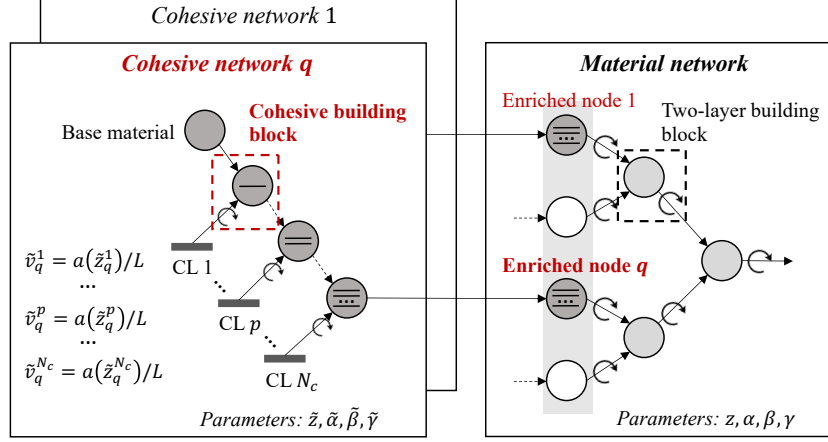 Cohesive network 1
Cohesive network q
Base material
Cohesive building
block
CL 1
CL p
CL N_c
ṽ_q^1 = a(z̃_q^1)/L
...
ṽ_q^p = a(z̃_q^p)/L
...
ṽ_q^{N_c} = a(z̃_q^{N_c})/L
Parameters: z̃, α̃, β̃, γ̃
Material network
Enriched node 1
Two-layer building
block
Enriched node q
Parameters: z, α, β, γ